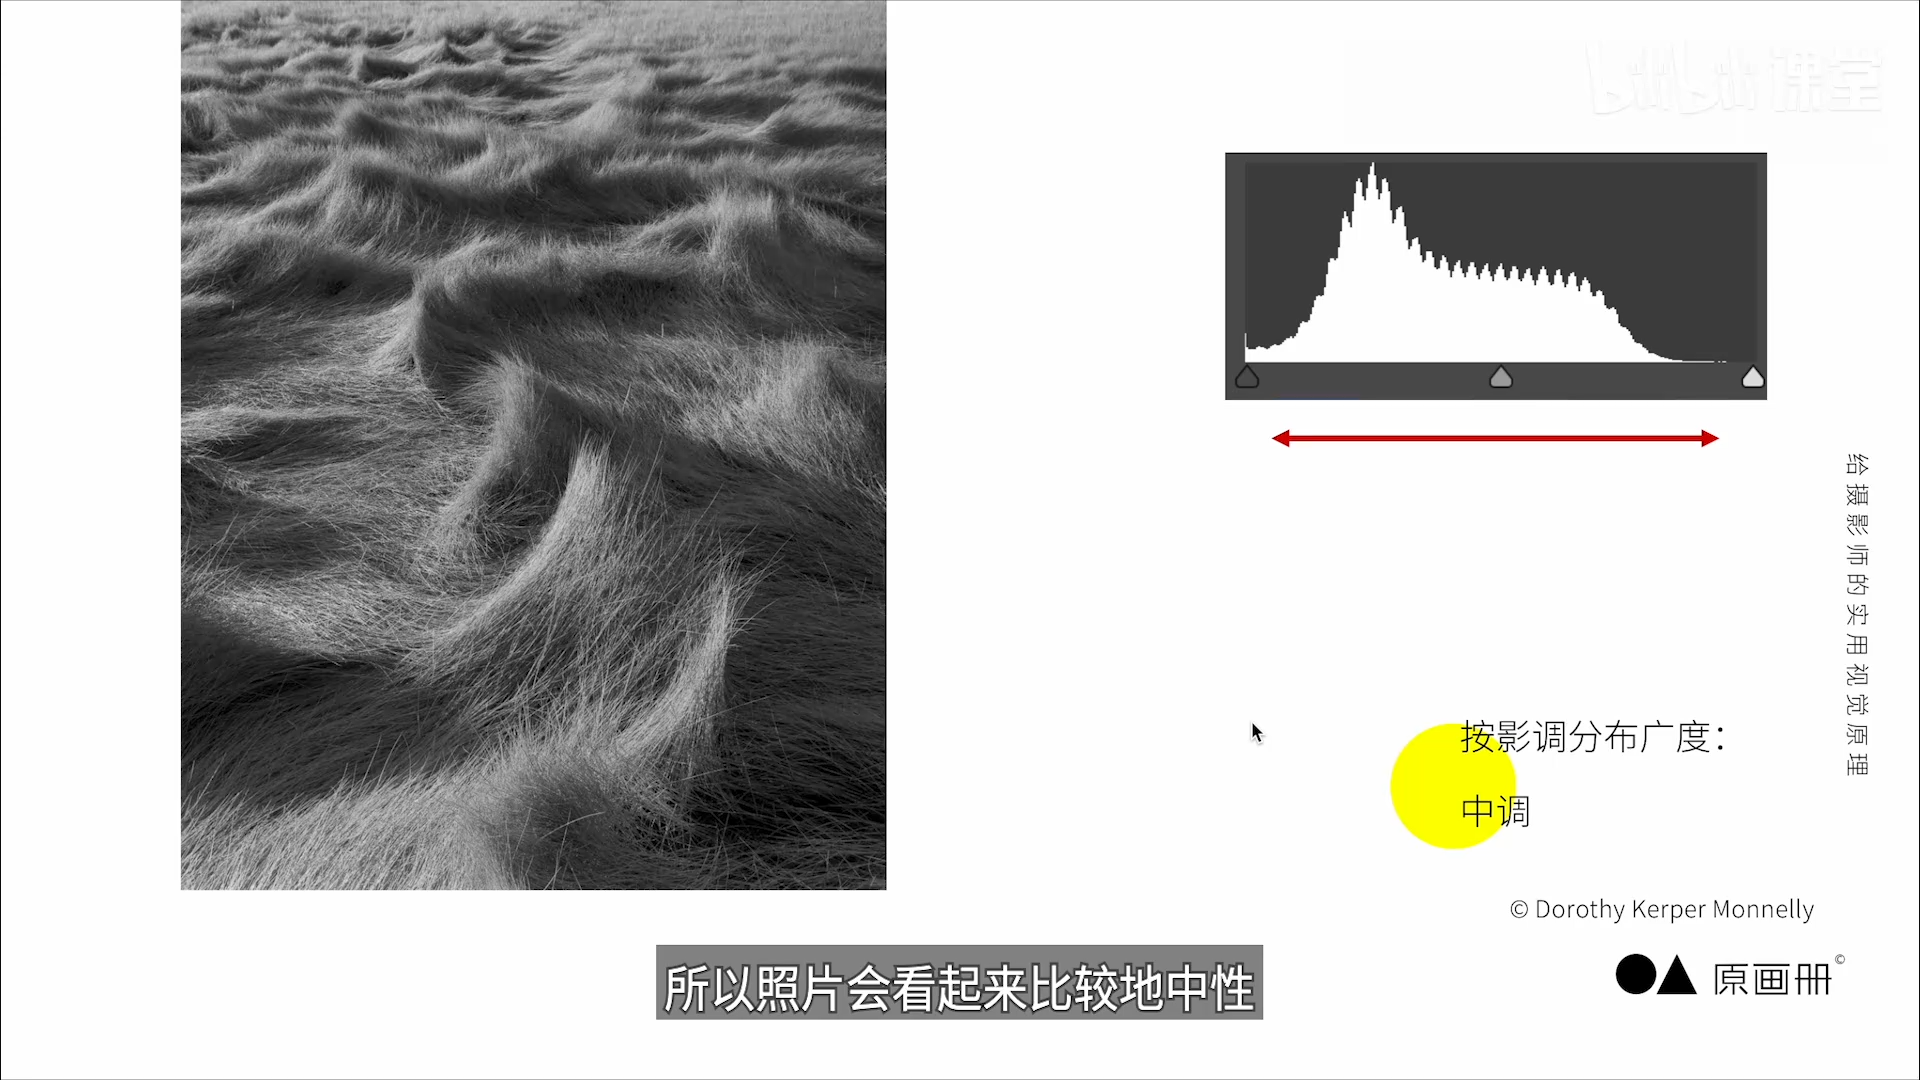 bilibili 课堂
给摄影师的实用视觉原理
按影调分布广度：
中调
© Dorothy Kerper Monnelly
原画册©
所以照片会看起来比较地中性